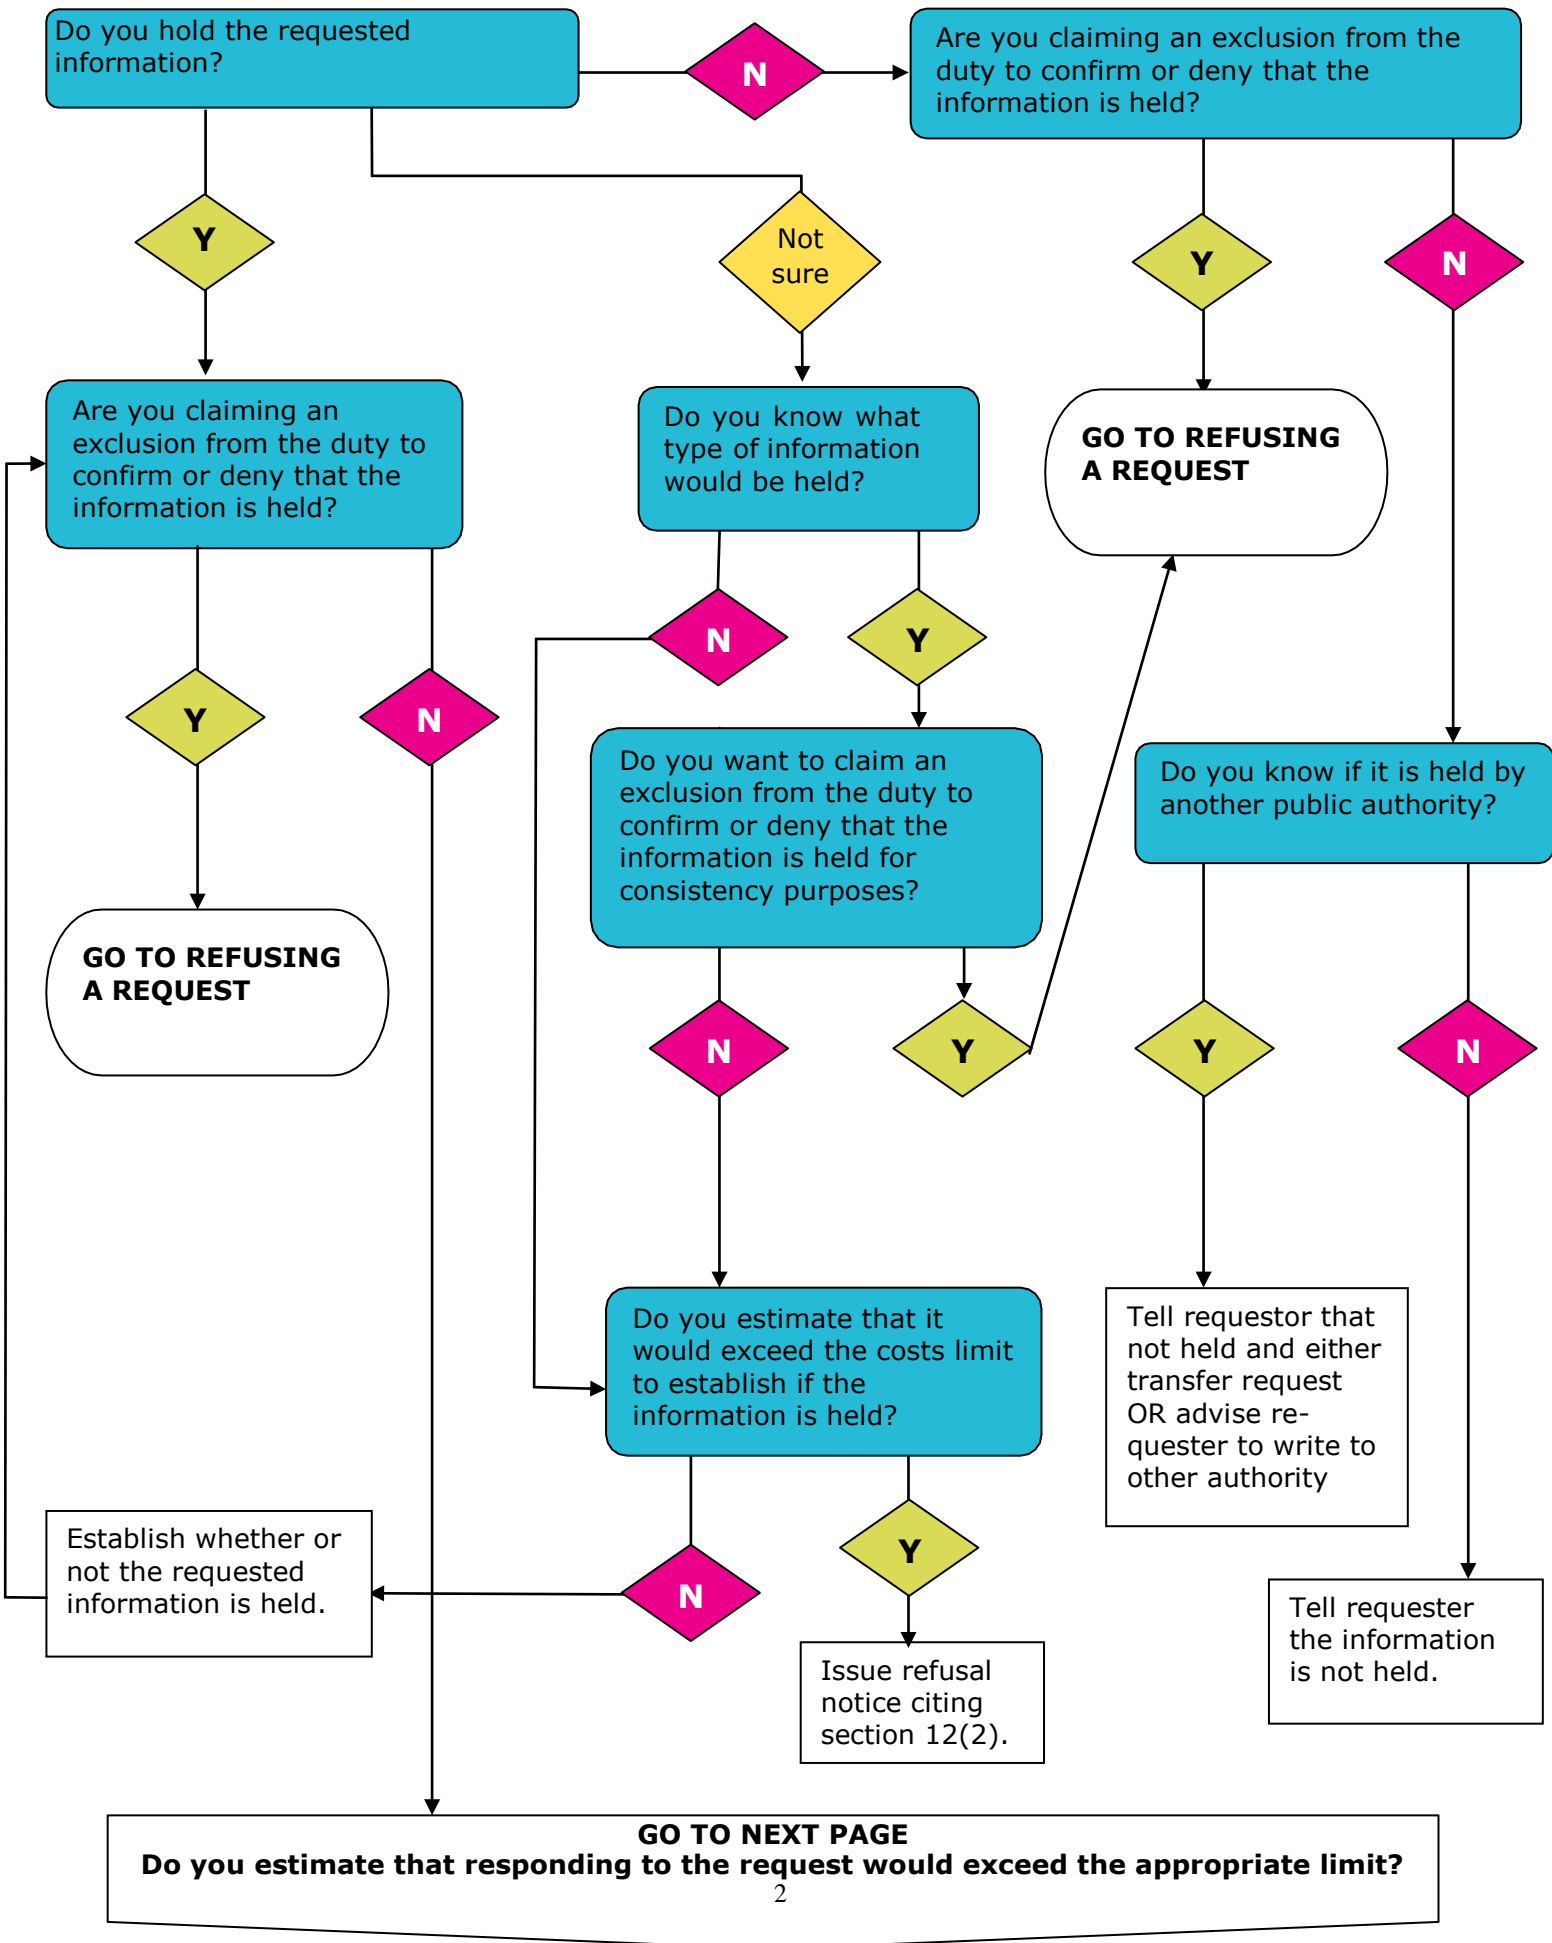 Do you hold the requested
information?
N
Are you claiming an exclusion from the
duty to confirm or deny that the
information is held?
Y
Not
sure
Y
N
Are you claiming an
exclusion from the duty to
confirm or deny that the
information is held?
Do you know what
type of information
would be held?
GO TO REFUSING
A REQUEST
N
Y
Y
N
Do you want to claim an
exclusion from the duty to
confirm or deny that the
information is held for
consistency purposes?
Do you know if it is held by
another public authority?
GO TO REFUSING
A REQUEST
N
Y
Y
N
Do you estimate that it
would exceed the costs limit
to establish if the
information is held?
Tell requestor that
not held and either
transfer request
OR advise re-
quester to write to
other authority
Establish whether or
not the requested
information is held.
N
Y
Tell requester
the information
is not held.
Issue refusal
notice citing
section 12(2).
GO TO NEXT PAGE
Do you estimate that responding to the request would exceed the appropriate limit?
2